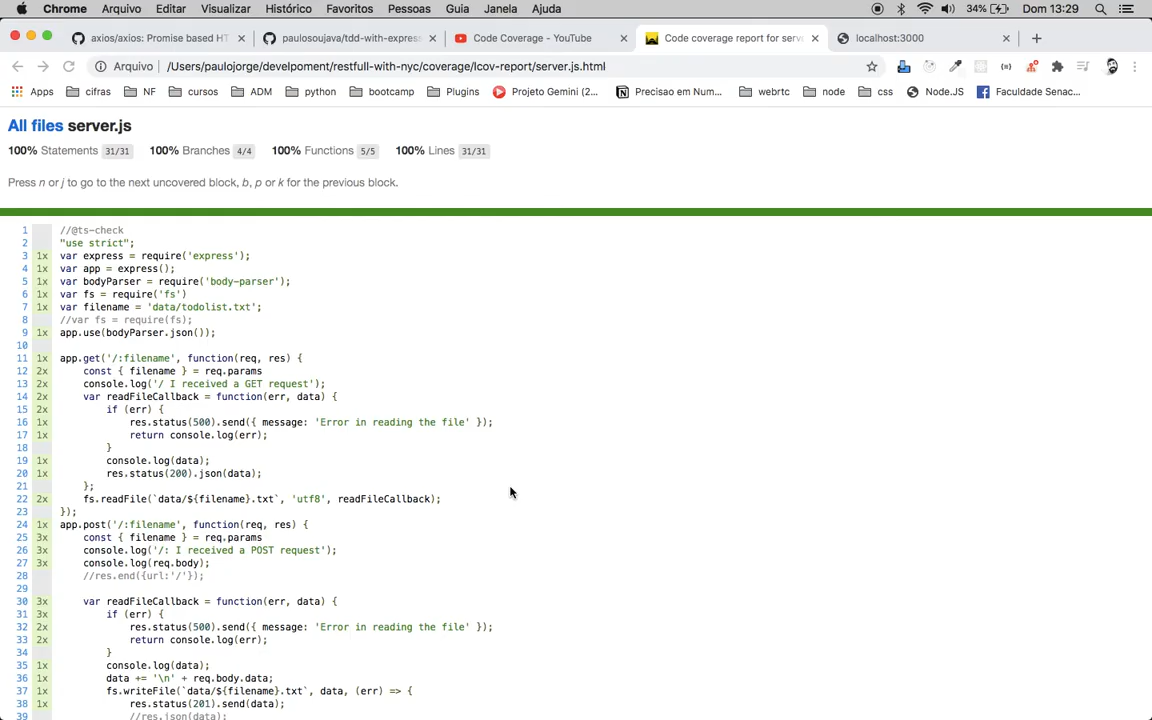 Chrome Arquivo Editar Visualizar Histórico Favoritos Pessoas Guia Janela Ajuda 34% Dom 13:29
axios/axios: Promise based HT paulosoujava/tdd-with-expres Code Coverage - YouTube Code coverage report for serve localhost:3000
Arquivo /Users/paulojorge/develpoment/restfull-with-nyc/coverage/lcov-report/server.js.html
Apps cifras NF cursos ADM python bootcamp Plugins Projeto Gemini (2... Precisao em Num... webrtc node css Node.JS Faculdade Senac...
All files server.js
100% Statements 31/31 100% Branches 4/4 100% Functions 5/5 100% Lines 31/31
Press n or j to go to the next uncovered block, b, p or k for the previous block.
1 //@ts-check
2 "use strict";
3 1x var express = require('express');
4 1x var app = express();
5 1x var bodyParser = require('body-parser');
6 1x var fs = require('fs')
7 1x var filename = 'data/todolist.txt';
8 //var fs = require(fs);
9 1x app.use(bodyParser.json());
10
11 1x app.get('/:filename', function(req, res) {
12 2x const { filename } = req.params
13 2x console.log('/ I received a GET request');
14 2x var readFileCallback = function(err, data) {
15 2x if (err) {
16 1x res.status(500).send({ message: 'Error in reading the file' });
17 1x return console.log(err);
18 }
19 1x console.log(data);
20 1x res.status(200).json(data);
21 };
22 2x fs.readFile(`data/${filename}.txt`, 'utf8', readFileCallback);
23 });
24 1x app.post('/:filename', function(req, res) {
25 3x const { filename } = req.params
26 3x console.log('/: I received a POST request');
27 3x console.log(req.body);
28 //res.end({url:'/'});
29
30 3x var readFileCallback = function(err, data) {
31 3x if (err) {
32 2x res.status(500).send({ message: 'Error in reading the file' });
33 2x return console.log(err);
34 }
35 1x console.log(data);
36 1x data += '\n' + req.body.data;
37 1x fs.writeFile(`data/${filename}.txt`, data, (err) => {
38 1x res.status(201).send(data);
39 //res.json(data);